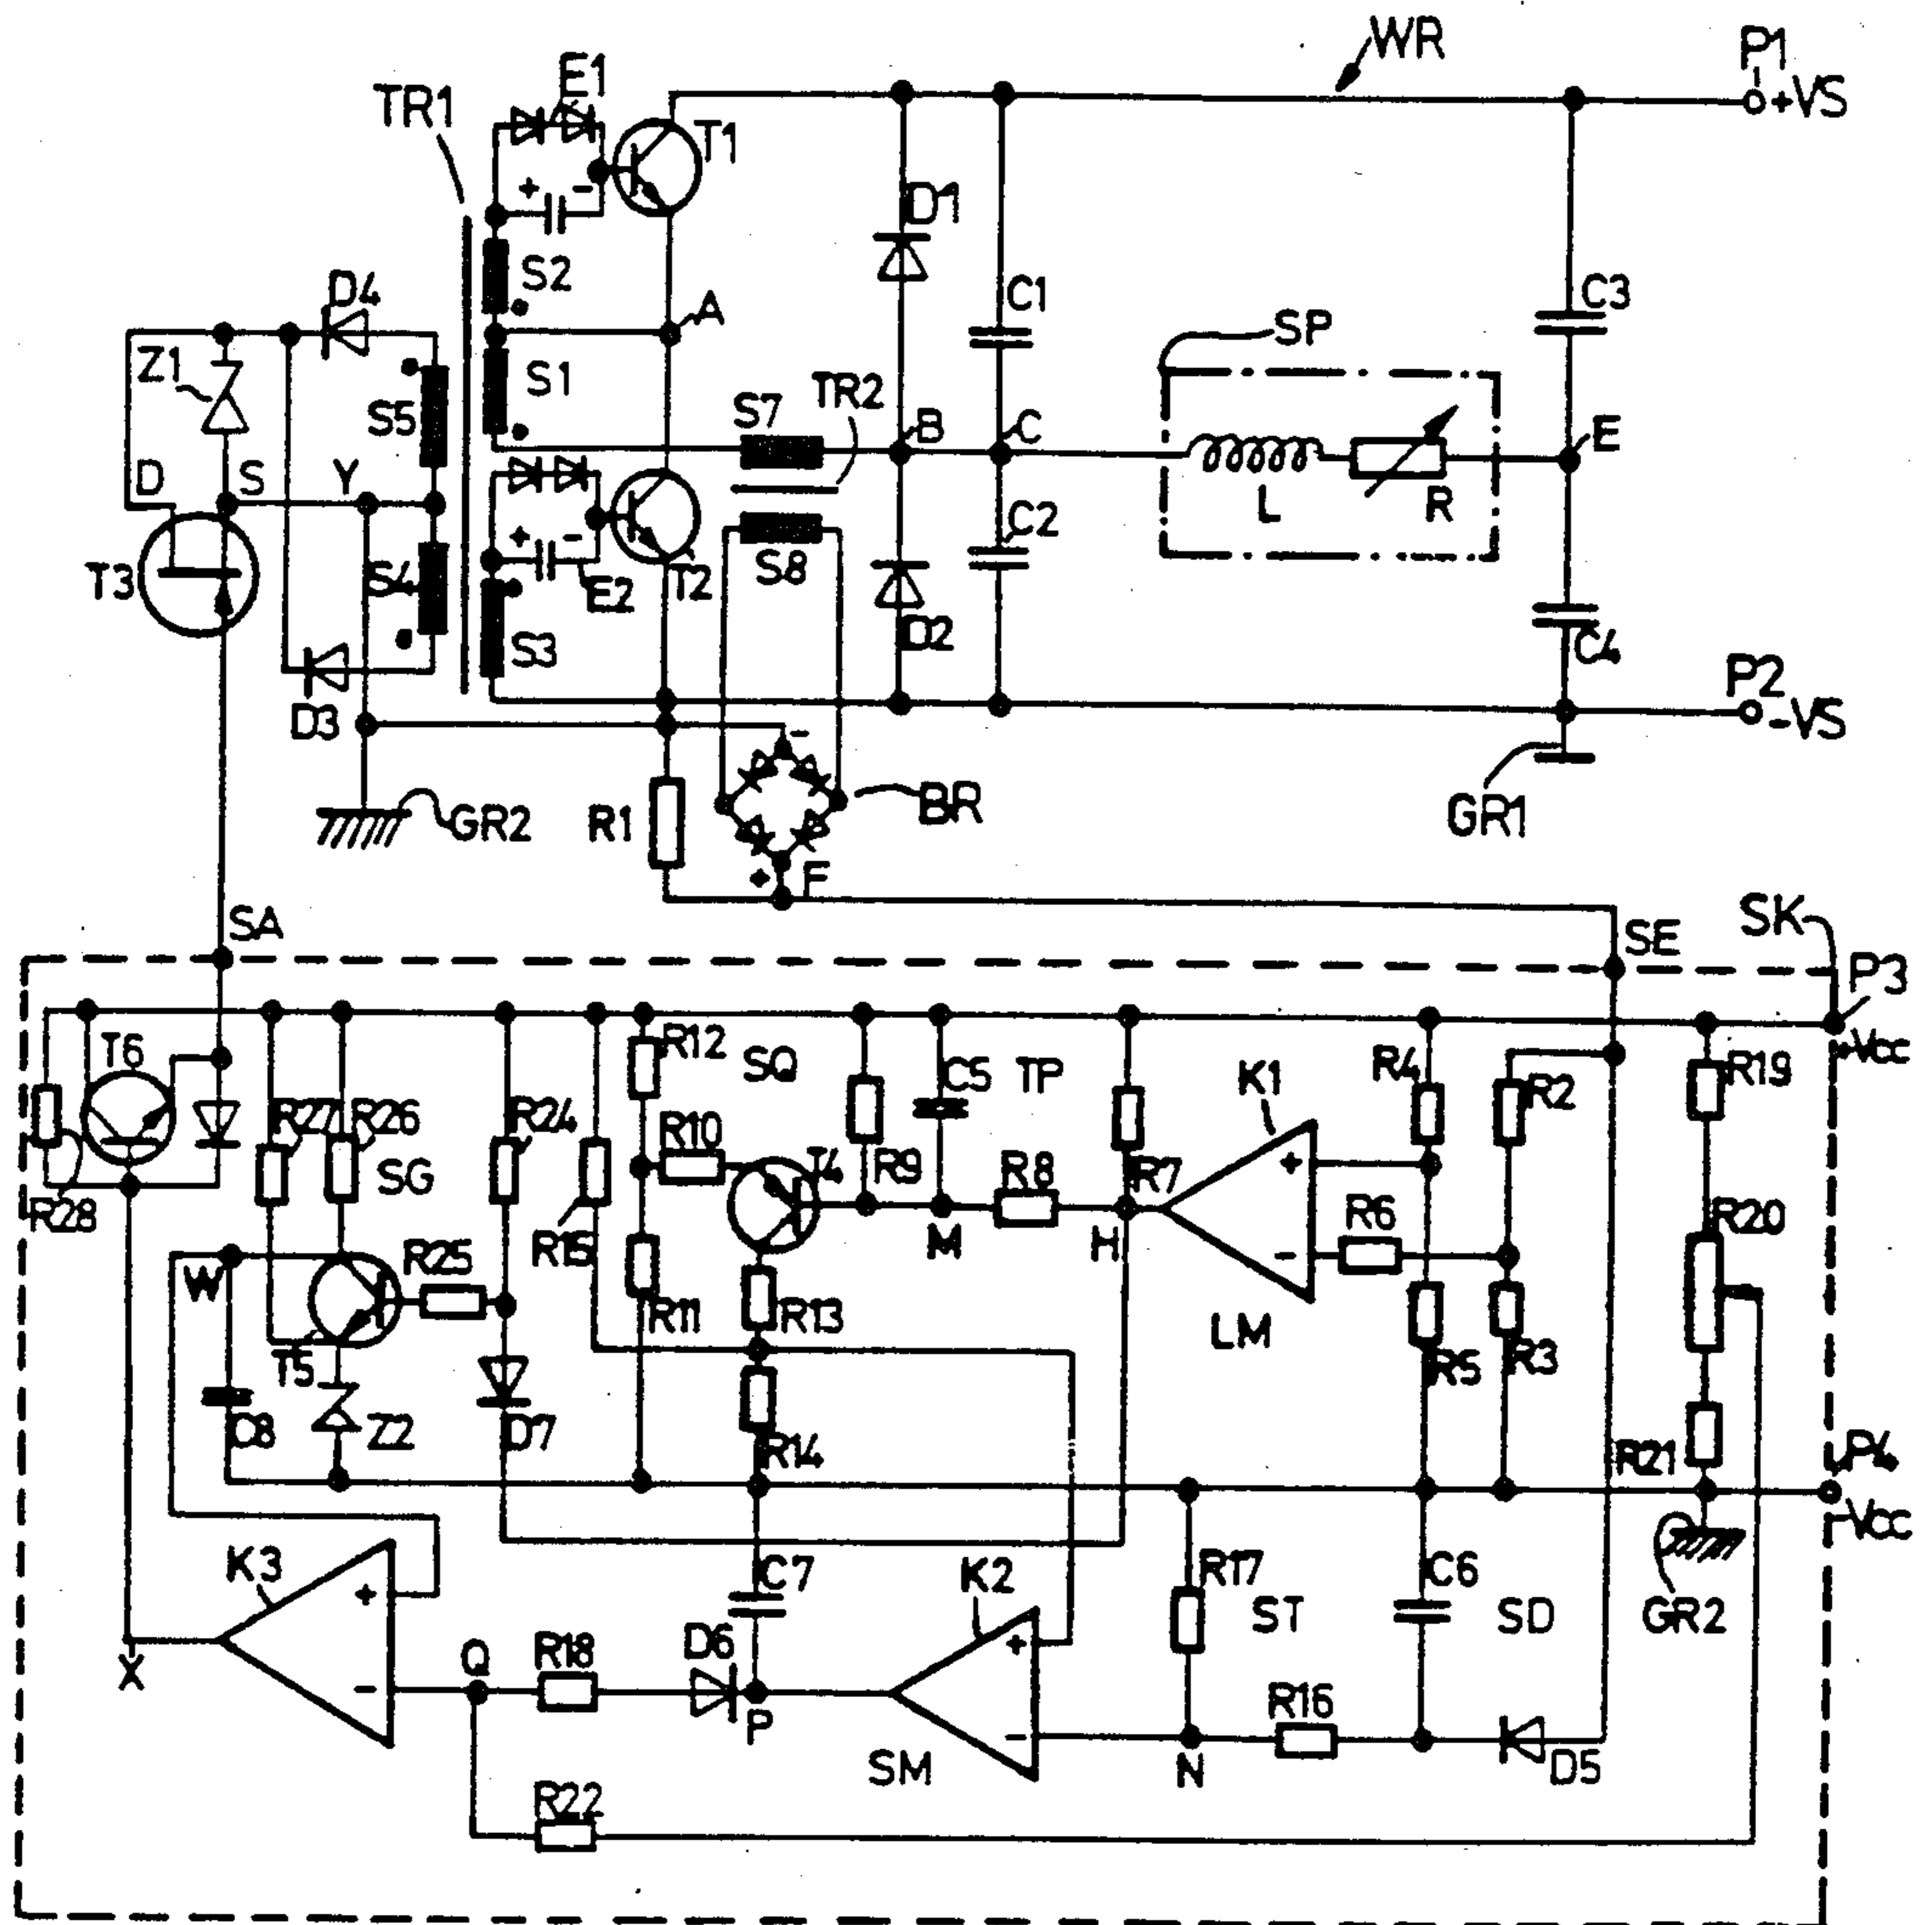 WR
P1
+VS
E1
TR1
T1
+ -
D1
S2
D4
A
C1
C3
SP
Z1
S1
TR2
S5
S7
B
C
E
D
S
Y
L
R
C2
+ -
T3
S4
S8
E2
T2
D2
S3
C4
P2
-VS
D3
-
BR
GR2
R1
GR1
+
F
SA
SE
SK
P3
+Vcc
T6
R12
SQ
C5
TP
K1
R4
R2
R19
R27
R26
R24
R10
T4
R9
R8
R7
+
SG
R28
R15
M
H
R6
R20
W
R25
-
R11
R13
LM
T5
R5
R3
C8
Z2
D7
R14
R21
P4
-Vcc
K3
C7
K2
R17
C6
+
ST
SD
GR2
D6
+
X
Q
R18
-
P
R16
-
SM
N
D5
R22